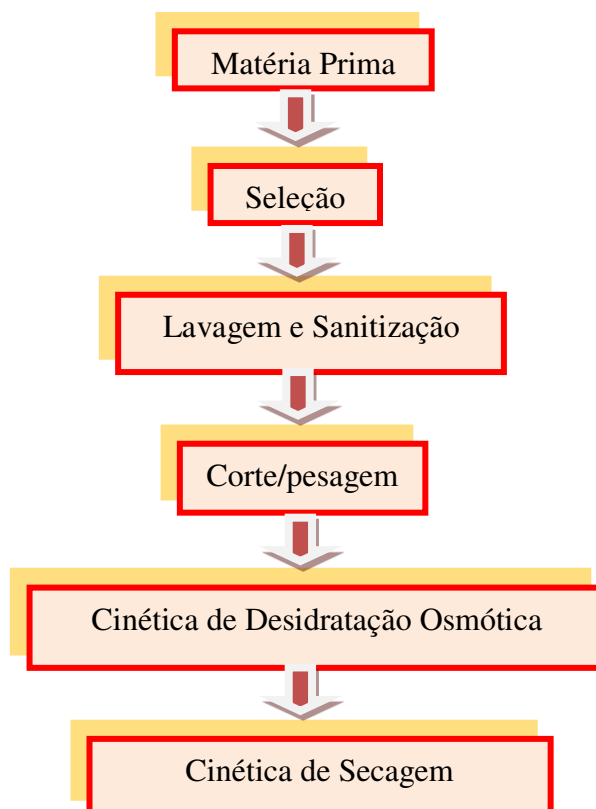 Matéria Prima
Seleção
Lavagem e Sanitização
Corte/pesagem
Cinética de Desidratação Osmótica
Cinética de Secagem